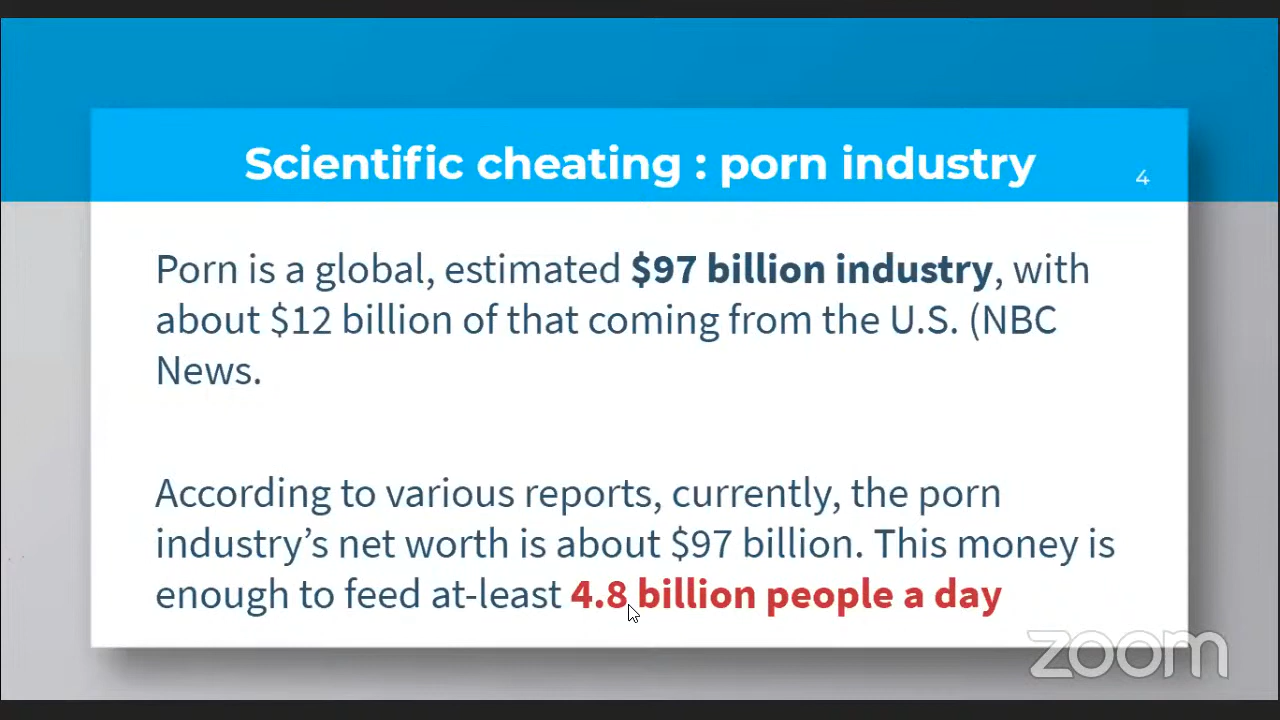 Scientific cheating : porn industry
4
Porn is a global, estimated $97 billion industry, with
about $12 billion of that coming from the U.S. (NBC
News.
According to various reports, currently, the porn
industry’s net worth is about $97 billion. This money is
enough to feed at-least 4.8 billion people a day
zoom